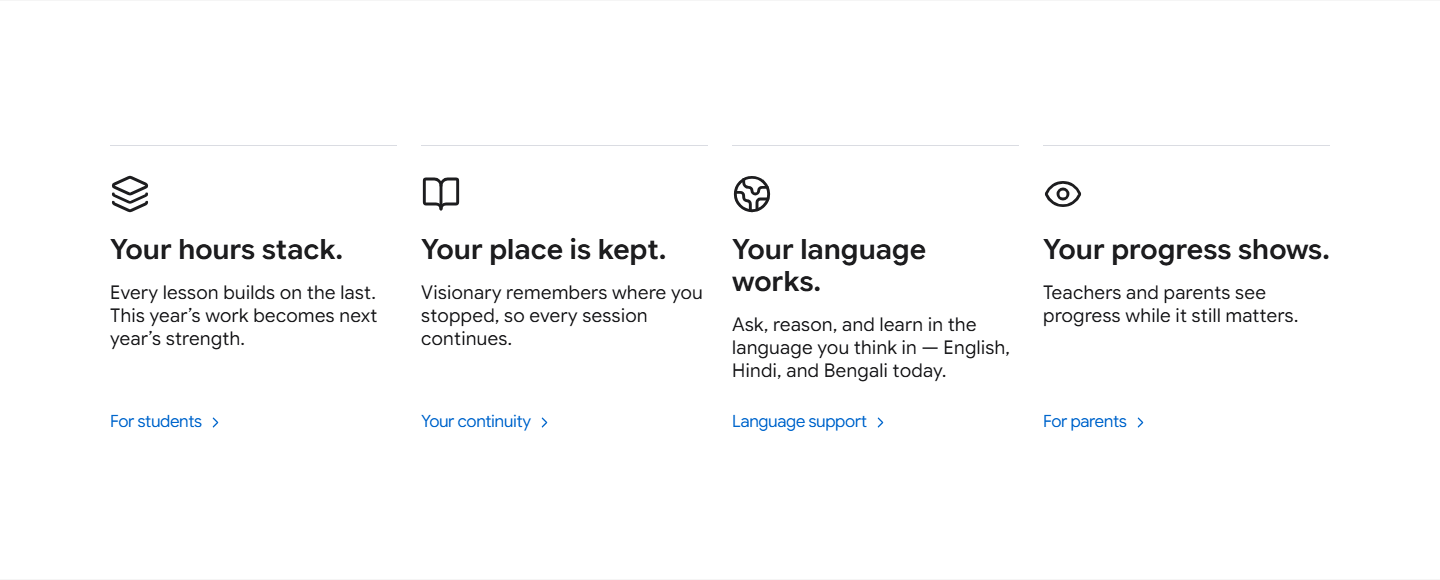 Your hours stack.
Every lesson builds on the last.
This year’s work becomes next
year’s strength.
For students
Your place is kept.
Visionary remembers where you
stopped, so every session
continues.
Your continuity
Your language
works.
Ask, reason, and learn in the
language you think in — English,
Hindi, and Bengali today.
Language support
Your progress shows.
Teachers and parents see
progress while it still matters.
For parents